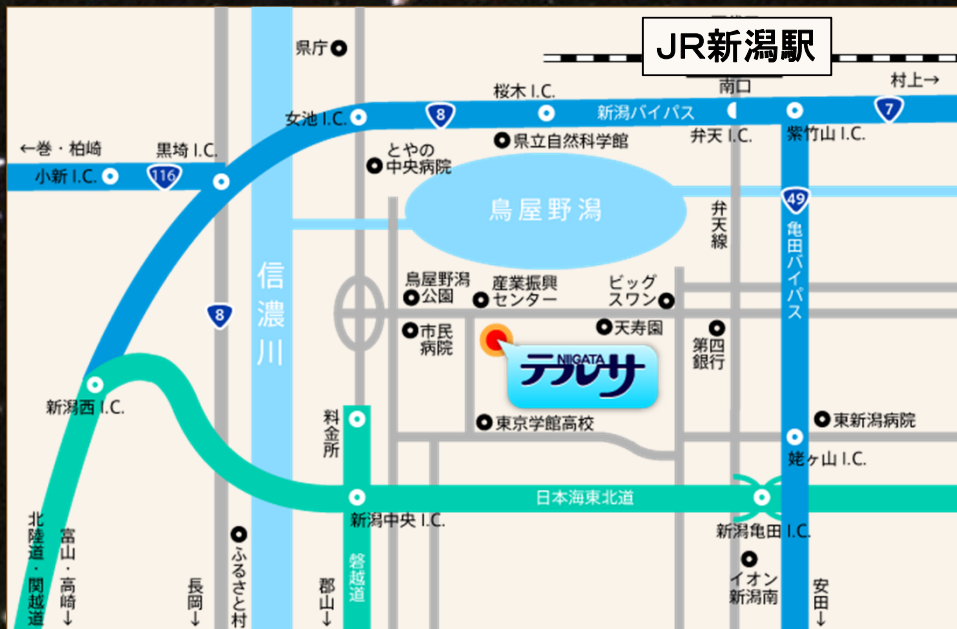 JR新潟駅
県庁
村上→
南口
桜木 I.C.
女池 I.C.
8
新潟バイパス
弁天 I.C.
紫竹山 I.C.
7
←巻・柏崎
黒埼 I.C.
小新 I.C.
116
とやの
中央病院
県立自然科学館
鳥屋野潟
弁天線
49
亀田バイパス
信濃川
8
鳥屋野潟
公園
産業振興
センター
ビッグ
スワン
市民
病院
天寿園
第四
銀行
NIIGATA
テルサ
新潟西 I.C.
料金所
東京学館高校
東新潟病院
姥ヶ山 I.C.
日本海東北道
新潟中央 I.C.
新潟亀田 I.C.
北陸道・関越道
富山・高崎→
長岡→
ふるさと村
郡山→
磐越道
イオン
新潟南
安田→